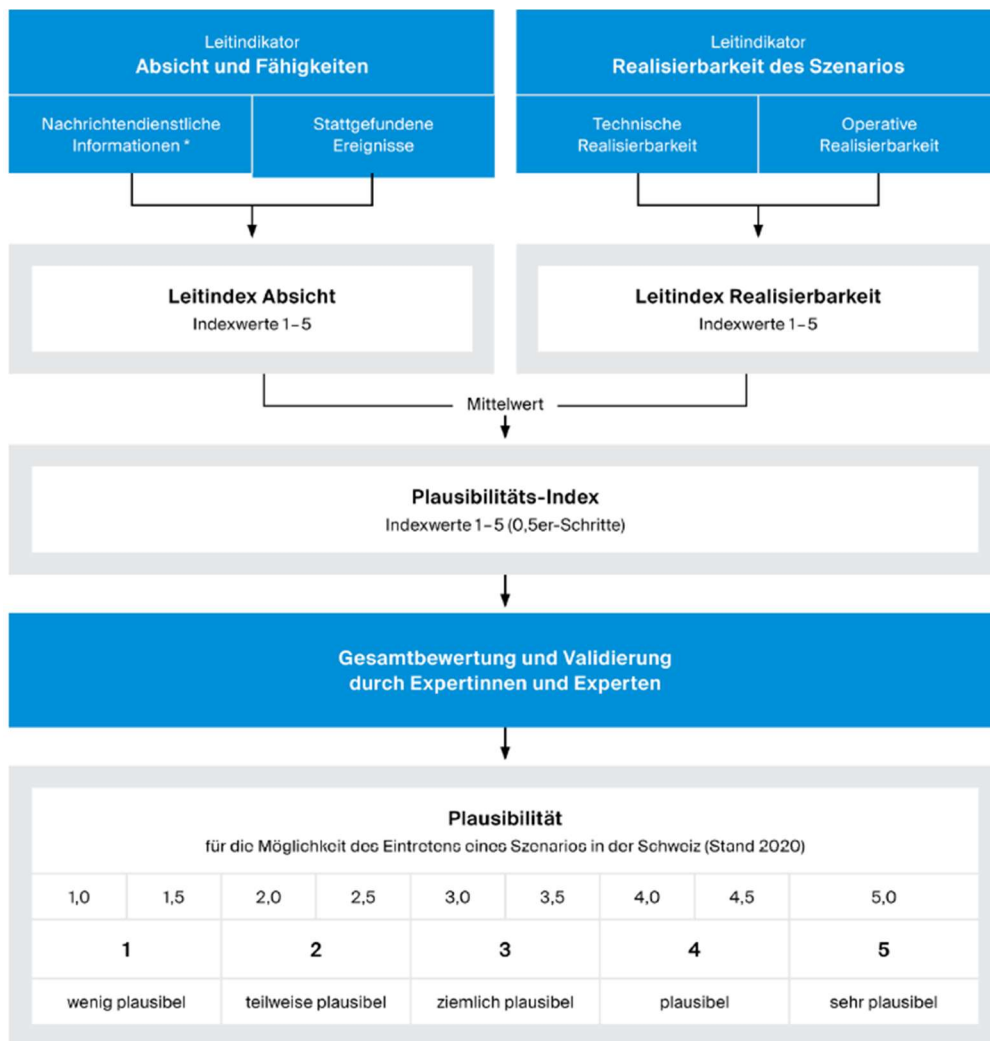 Leitindikator
Absicht und Fähigkeiten
Nachrichtendienstliche
Informationen *
Stattgefundene
Ereignisse
Leitindikator
Realisierbarkeit des Szenarios
Technische
Realisierbarkeit
Operative
Realisierbarkeit
Leitindex Absicht
Indexwerte 1–5
Leitindex Realisierbarkeit
Indexwerte 1–5
Mittelwert
Plausibilitäts-Index
Indexwerte 1–5 (0,5er-Schritte)
Gesamtbewertung und Validierung
durch Expertinnen und Experten
Plausibilität
für die Möglichkeit des Eintretens eines Szenarios in der Schweiz (Stand 2020)
1,0 1,5 2,0 2,5 3,0 3,5 4,0 4,5 5,0
1 2 3 4 5
wenig plausibel teilweise plausibel ziemlich plausibel plausibel sehr plausibel